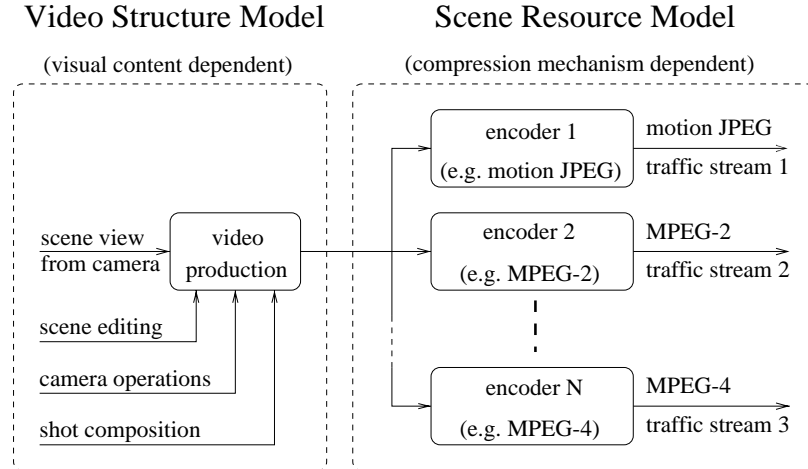 Video Structure Model
(visual content dependent)
scene view
from camera
video
production
scene editing
camera operations
shot composition
Scene Resource Model
(compression mechanism dependent)
encoder 1
(e.g. motion JPEG)
motion JPEG
traffic stream 1
encoder 2
(e.g. MPEG-2)
MPEG-2
traffic stream 2
encoder N
(e.g. MPEG-4)
MPEG-4
traffic stream 3